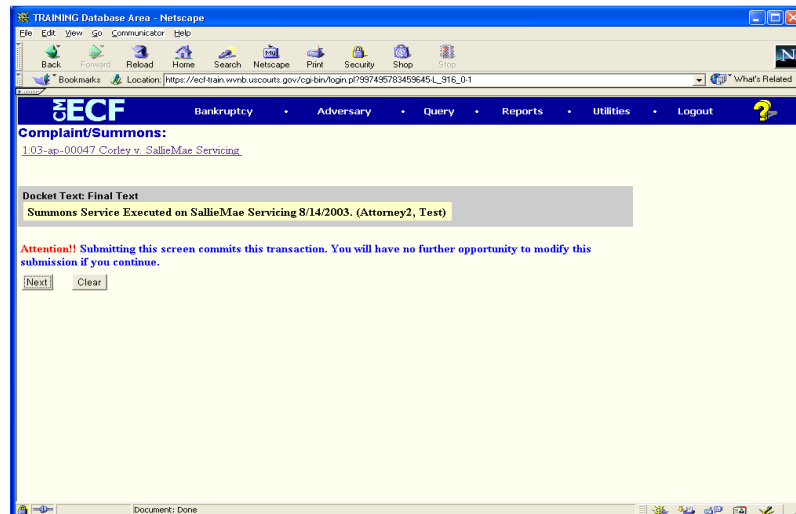 TRAINING Database Area - Netscape
File Edit View Go Communicator Help
Back Forward Reload Home Search Netscape Print Security Shop Stop
Bookmarks Location: https://ecf-train.wvnb.uscourts.gov/cgi-bin/login.pl?997495783459645-L_916_0-1 What's Related
CM ECF Bankruptcy • Adversary • Query • Reports • Utilities • Logout ?
Complaint/Summons:
1:03-ap-00047 Corley v. SallieMae Servicing
Docket Text: Final Text
Summons Service Executed on SallieMae Servicing 8/14/2003. (Attorney2, Test)
Attention!! Submitting this screen commits this transaction. You will have no further opportunity to modify this
submission if you continue.
Next Clear
Document: Done